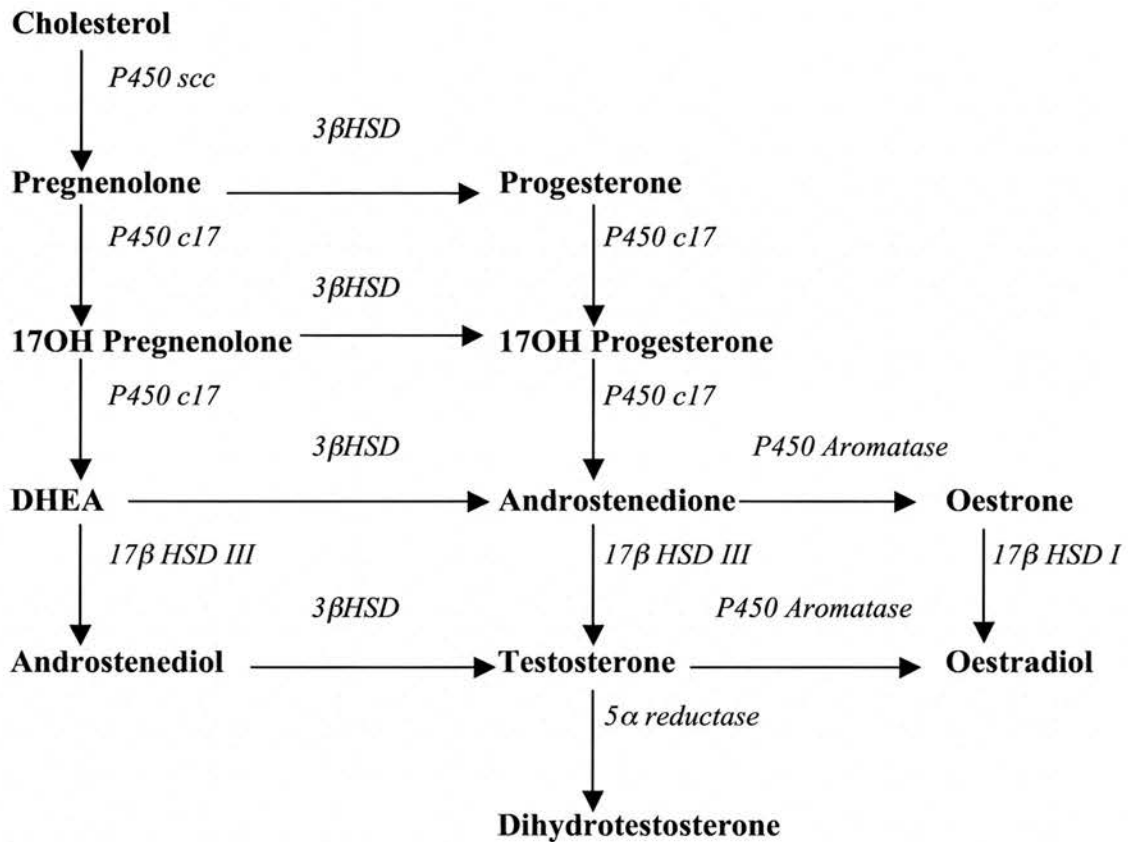 Cholesterol
P450 scc
3βHSD
Pregnenolone Progesterone
P450 c17 P450 c17
3βHSD
17OH Pregnenolone 17OH Progesterone
P450 c17 P450 c17
3βHSD P450 Aromatase
DHEA Androstenedione Oestrone
17β HSD III 17β HSD III 17β HSD I
3βHSD P450 Aromatase
Androstenediol Testosterone Oestradiol
5α reductase
Dihydrotestosterone